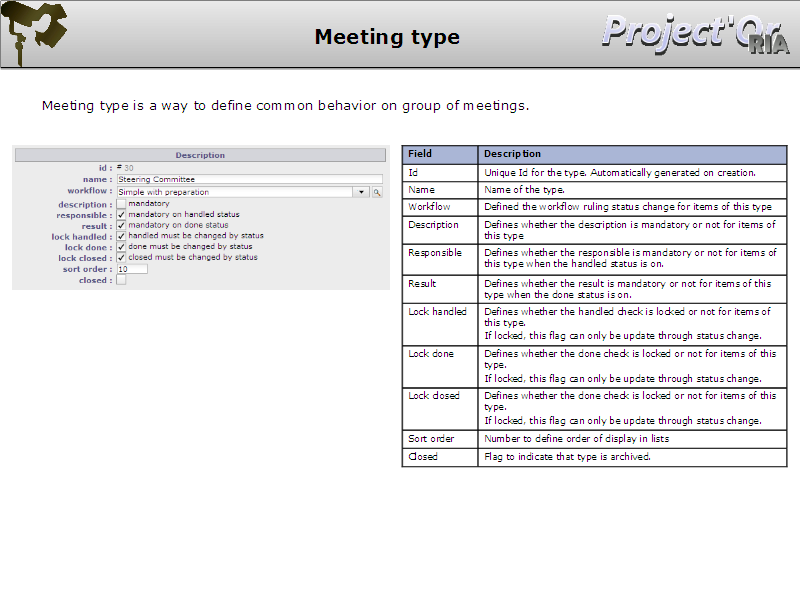 Meeting type
Project'Or
RIA
Meeting type is a way to define common behavior on group of meetings.
Description
id : # 30
name : Steering Committee
workflow : Simple with preparation
description : mandatory
responsible : mandatory on handled status
result : mandatory on done status
lock handled : handled must be changed by status
lock done : done must be changed by status
lock closed : closed must be changed by status
sort order : 10
closed :
Field Description
Id Unique Id for the type. Automatically generated on creation.
Name Name of the type.
Workflow Defined the workflow ruling status change for items of this type
Description Defines whether the description is mandatory or not for items of
this type
Responsible Defines whether the responsible is mandatory or not for items of
this type when the handled status is on.
Result Defines whether the result is mandatory or not for items of this
type when the done status is on.
Lock handled Defines whether the handled check is locked or not for items of
this type.
If locked, this flag can only be update through status change.
Lock done Defines whether the done check is locked or not for items of this
type.
If locked, this flag can only be update through status change.
Lock closed Defines whether the done check is locked or not for items of this
type.
If locked, this flag can only be update through status change.
Sort order Number to define order of display in lists
Closed Flag to indicate that type is archived.